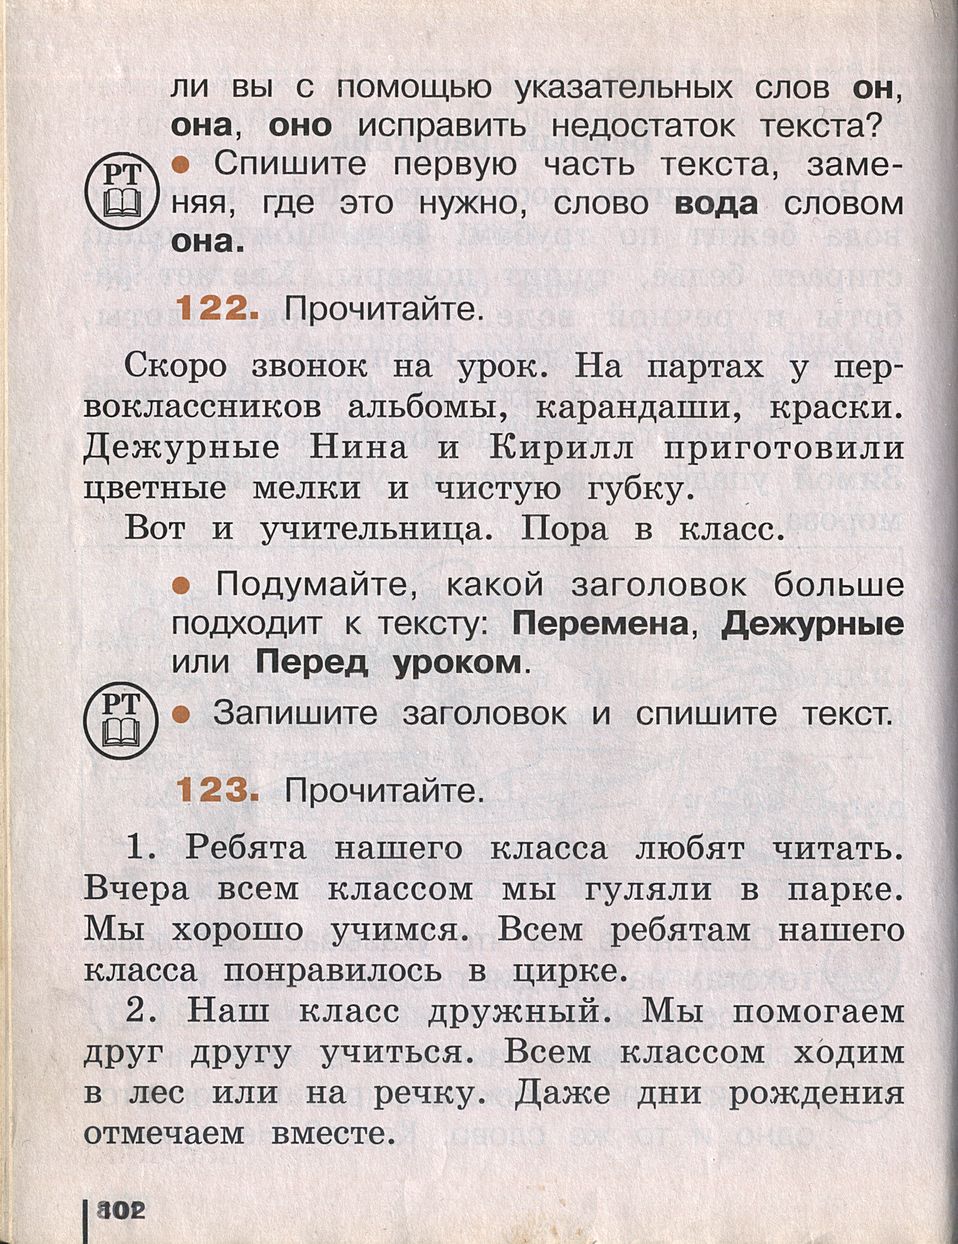 ли вы с помощью указательных слов он,
она, оно исправить недостаток текста?
РТ
• Спишите первую часть текста, заме-
няя, где это нужно, слово вода словом
она.
122. Прочитайте.
Скоро звонок на урок. На партах у пер-
воклассников альбомы, карандаши, краски.
Дежурные Нина и Кирилл приготовили
цветные мелки и чистую губку.
Вот и учительница. Пора в класс.
• Подумайте, какой заголовок больше
подходит к тексту: Перемена, Дежурные
или Перед уроком.
РТ
• Запишите заголовок и спишите текст.
123. Прочитайте.
1. Ребята нашего класса любят читать.
Вчера всем классом мы гуляли в парке.
Мы хорошо учимся. Всем ребятам нашего
класса понравилось в цирке.
2. Наш класс дружный. Мы помогаем
друг другу учиться. Всем классом ходим
в лес или на речку. Даже дни рождения
отмечаем вместе.
102